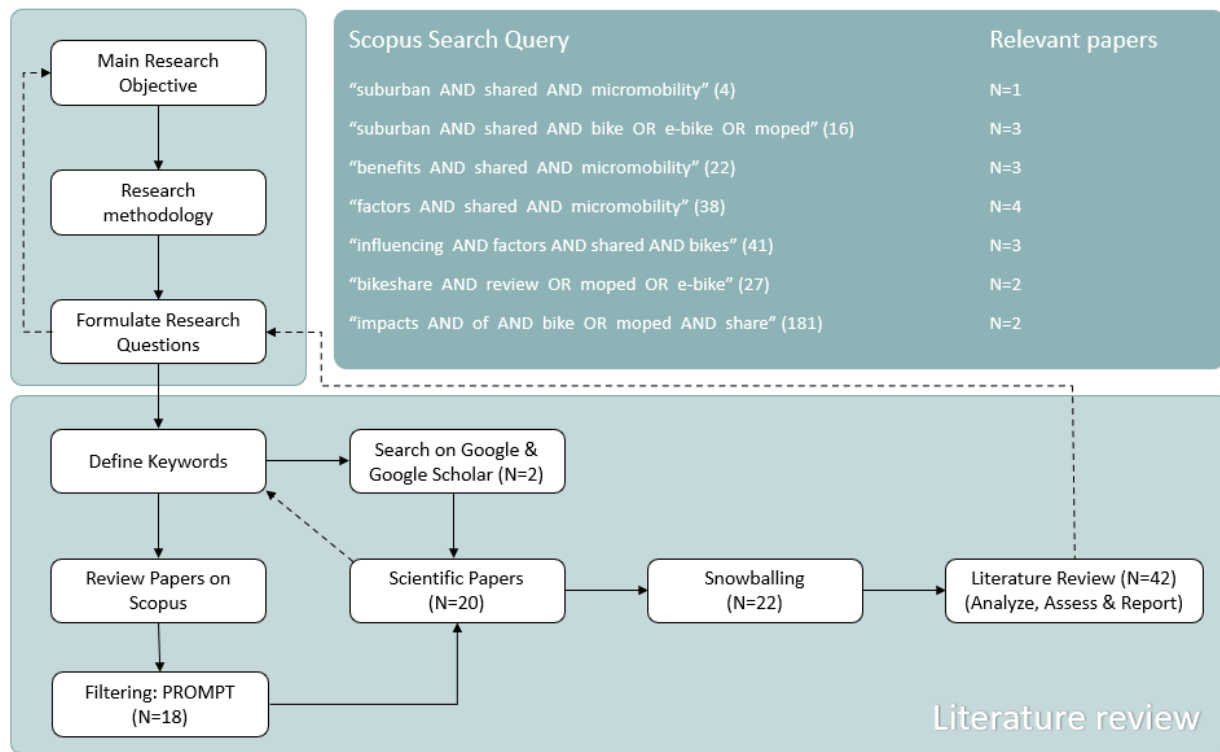 Main Research
Objective
Research
methodology
Formulate Research
Questions
Scopus Search Query Relevant papers
“suburban AND shared AND micromobility” (4) N=1
“suburban AND shared AND bike OR e-bike OR moped” (16) N=3
“benefits AND shared AND micromobility” (22) N=3
“factors AND shared AND micromobility” (38) N=4
“influencing AND factors AND shared AND bikes” (41) N=3
“bikeshare AND review OR moped OR e-bike” (27) N=2
“impacts AND of AND bike OR moped AND share” (181) N=2
Define Keywords
Search on Google &
Google Scholar (N=2)
Review Papers on
Scopus
Scientific Papers
(N=20)
Snowballing
(N=22)
Literature Review (N=42)
(Analyze, Assess & Report)
Filtering: PROMPT
(N=18)
Literature review